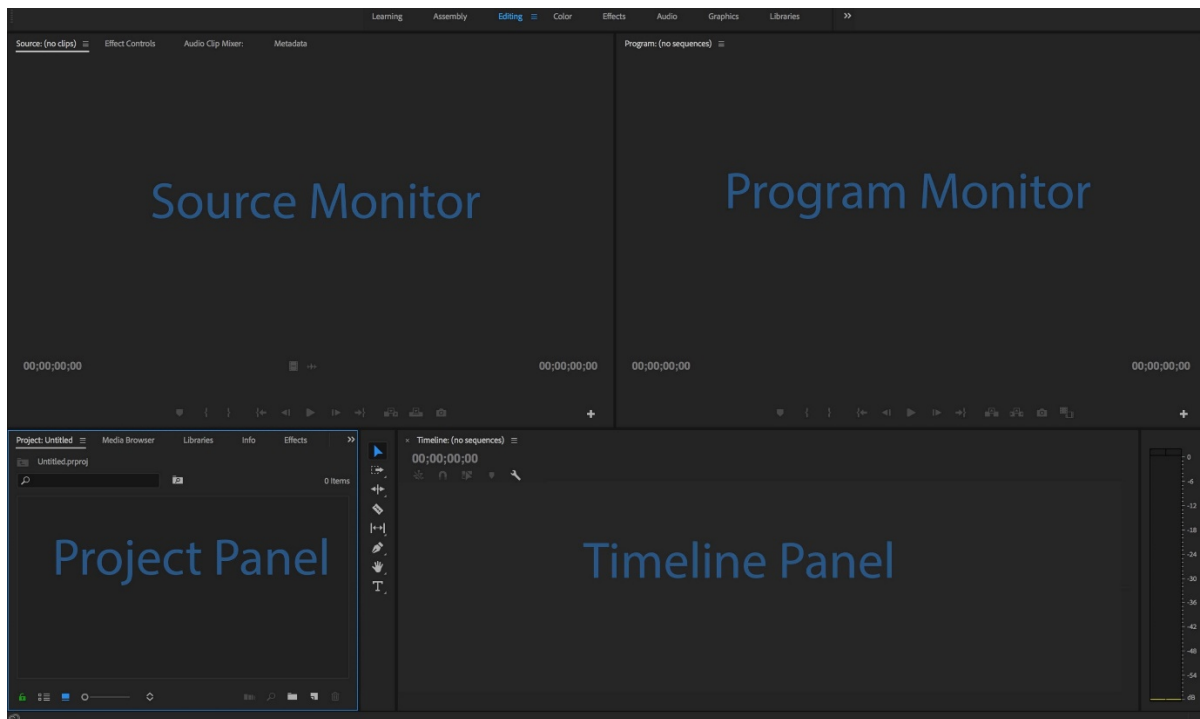 Learning Assembly Editing Color Effects Audio Graphics Libraries
Source: (no clips) Effect Controls Audio Clip Mixer: Metadata
Program: (no sequences)
Source Monitor
Program Monitor
00;00;00;00 00;00;00;00
00;00;00;00 00;00;00;00
Project: Untitled Media Browser Libraries Info Effects
Untitled.prproj
0 Items
Project Panel
× Timeline: (no sequences)
00;00;00;00
Timeline Panel
T
0
-6
-12
-18
-24
-30
-36
-42
-48
-54
dB